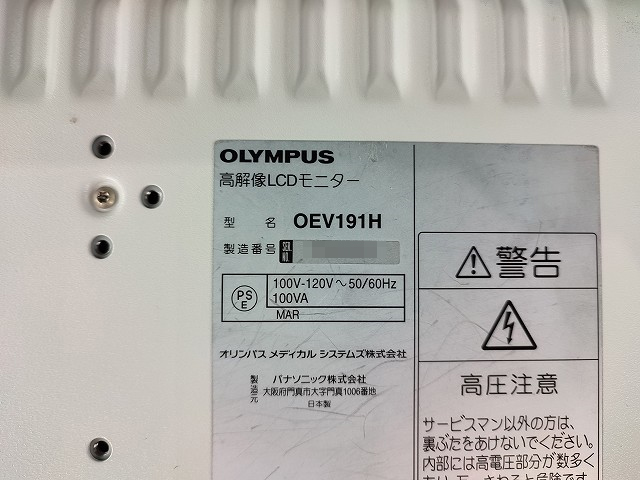 OLYMPUS
高解像LCDモニター
型 名 OEV191H
製造番号 SER. NO.
PS E
100V-120V～50/60Hz
100VA
MAR
オリンパス メディカル システムズ株式会社
製造元
パナソニック株式会社
大阪府門真市大字門真1006番地
日本製
警告
高圧注意
サービスマン以外の方は、
裏ぶたをあけないでください。
内部には高電圧部分が数多く